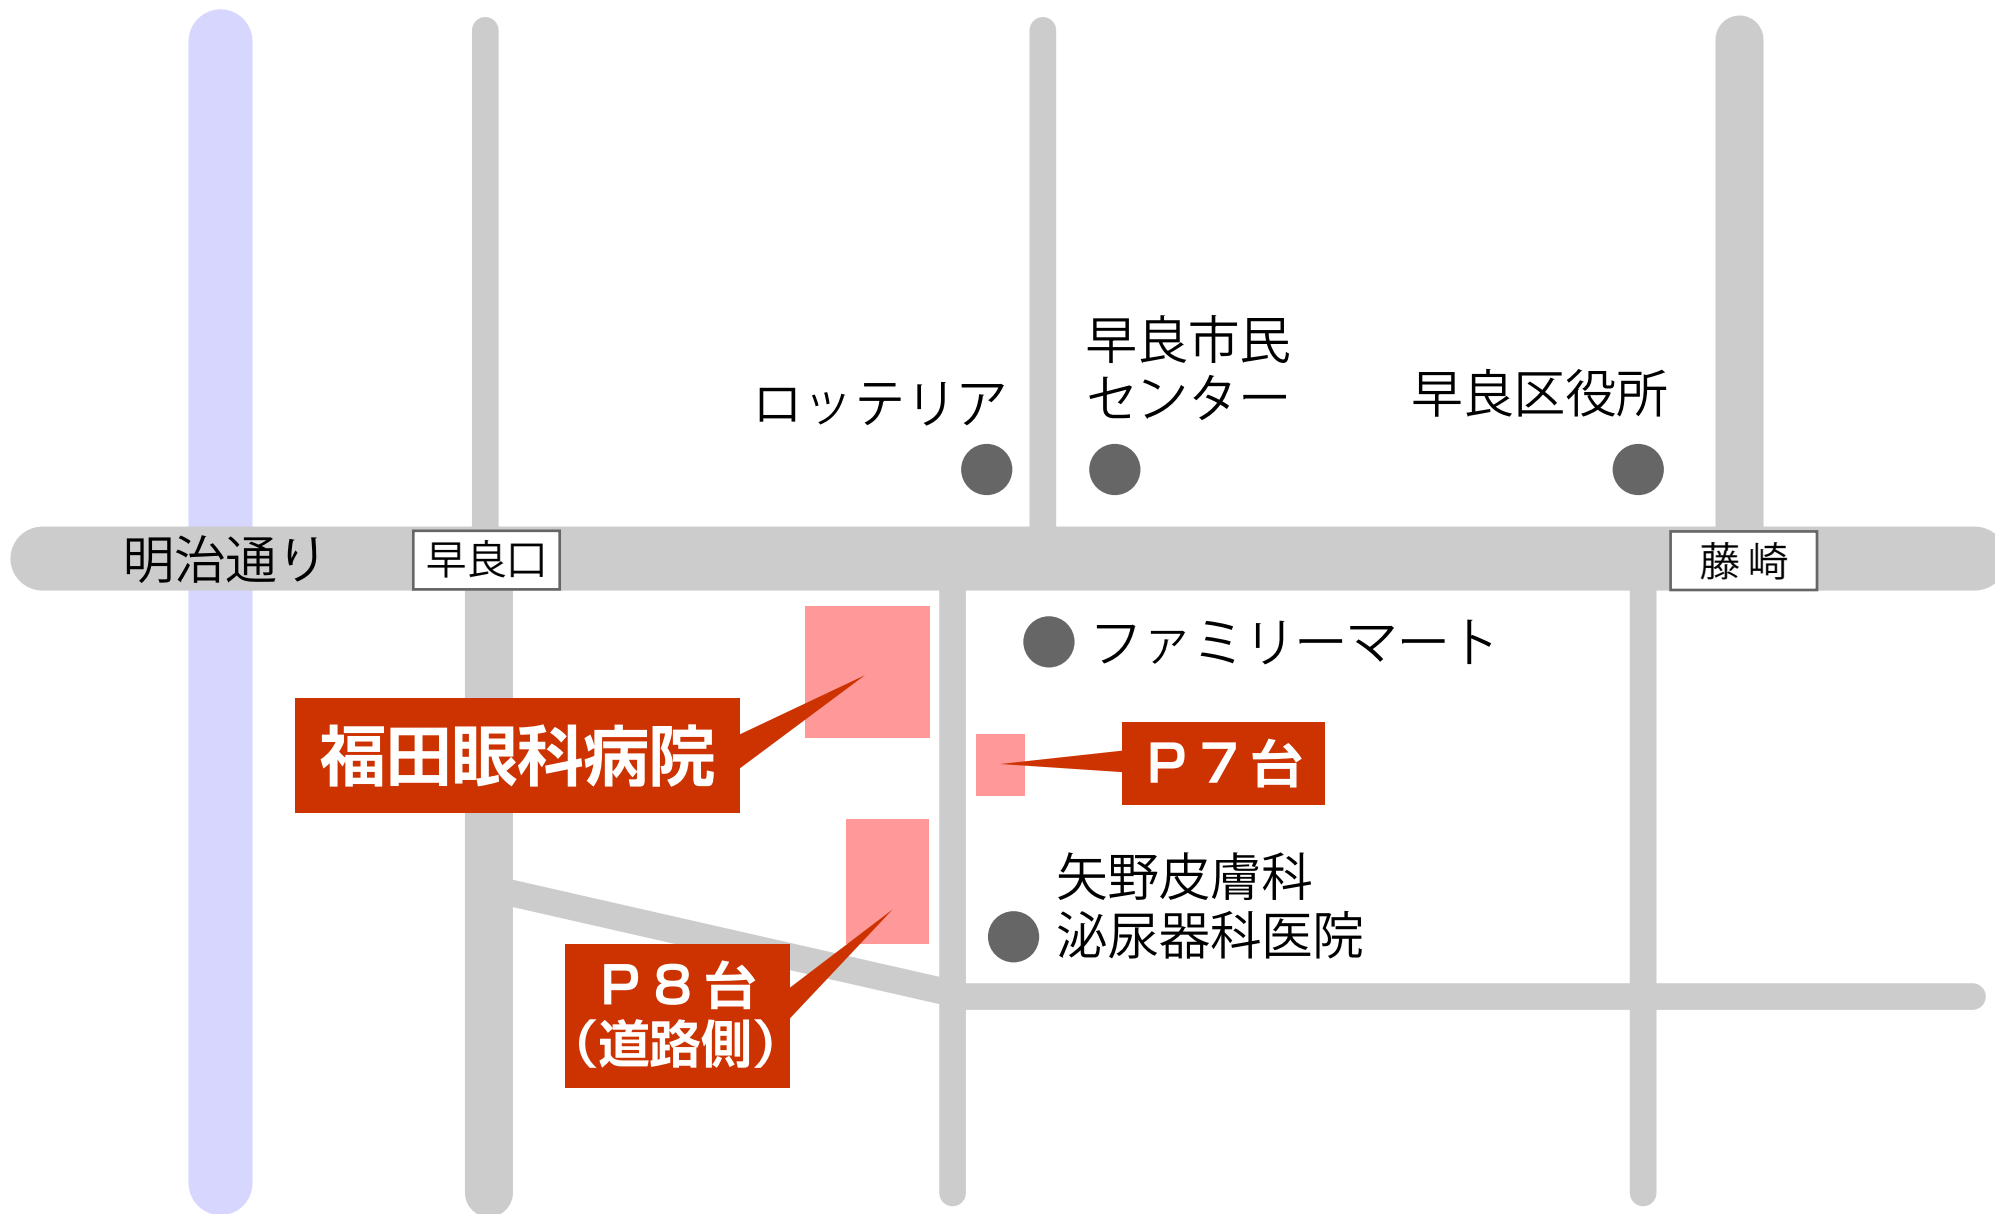 早良市民
センター
ロッテリア
早良区役所
明治通り
早良口
藤崎
ファミリーマート
福田眼科病院
P7台
矢野皮膚科
泌尿器科医院
P8台
（道路側）